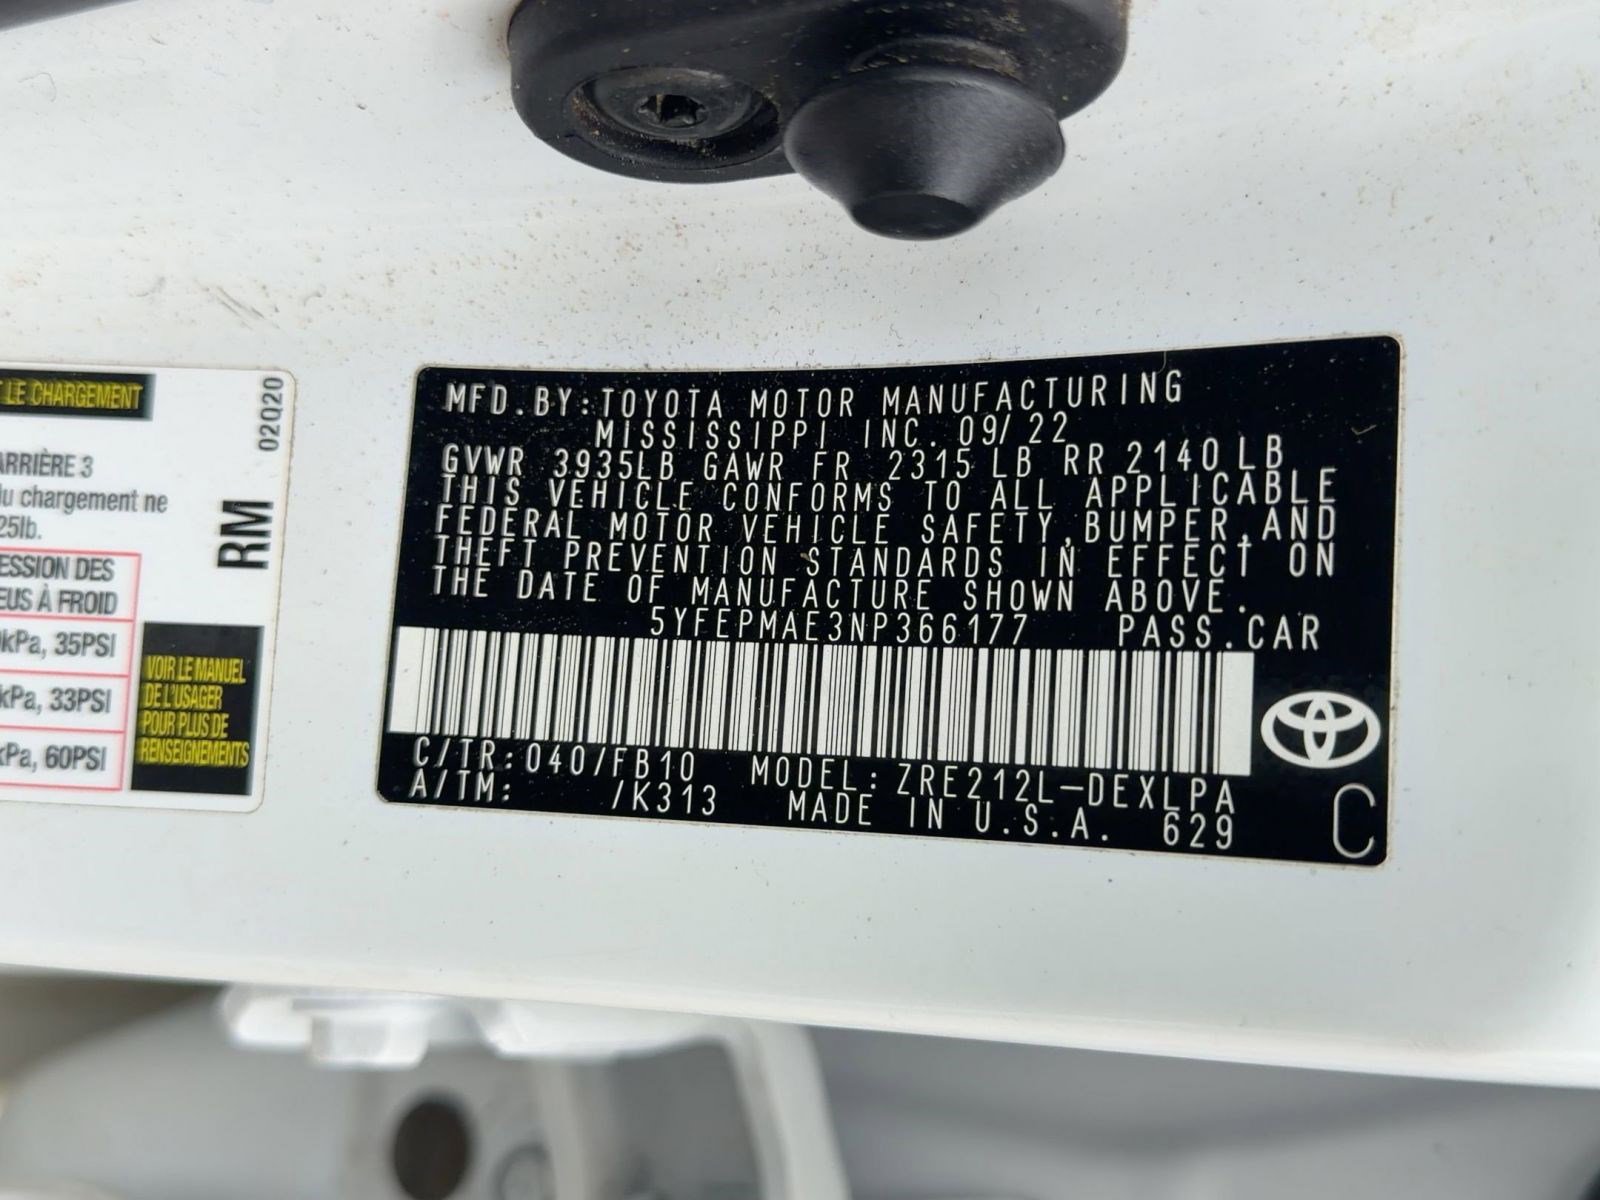 LE CHARGEMENT
02Q20
ARRIÈRE 3
du chargement ne
25lb.
RM
ESSION DES
EUS À FROID
kPa, 35PSI
kPa, 33PSI
kPa, 60PSI
VOIR LE MANUEL
DE L'USAGER
POUR PLUS DE
RENSEIGNEMENTS
MFD.BY:TOYOTA MOTOR MANUFACTURING
MISSISSIPPI INC. 09/22
GVWR 3935LB GAWR FR 2315LB RR 2140LB
THIS VEHICLE CONFORMS TO ALL APPLICABLE
FEDERAL MOTOR VEHICLE SAFETY,BUMPER,AND
THEFT PREVENTION STANDARDS IN EFFECT ON
THE DATE OF MANUFACTURE SHOWN ABOVE.
5YFEPMAE3NP366177 PASS.CAR
C/TR:040/FB10 MODEL:ZRE212L-DEXLPA
A/TM: /K313 MADE IN U.S.A. 629
C